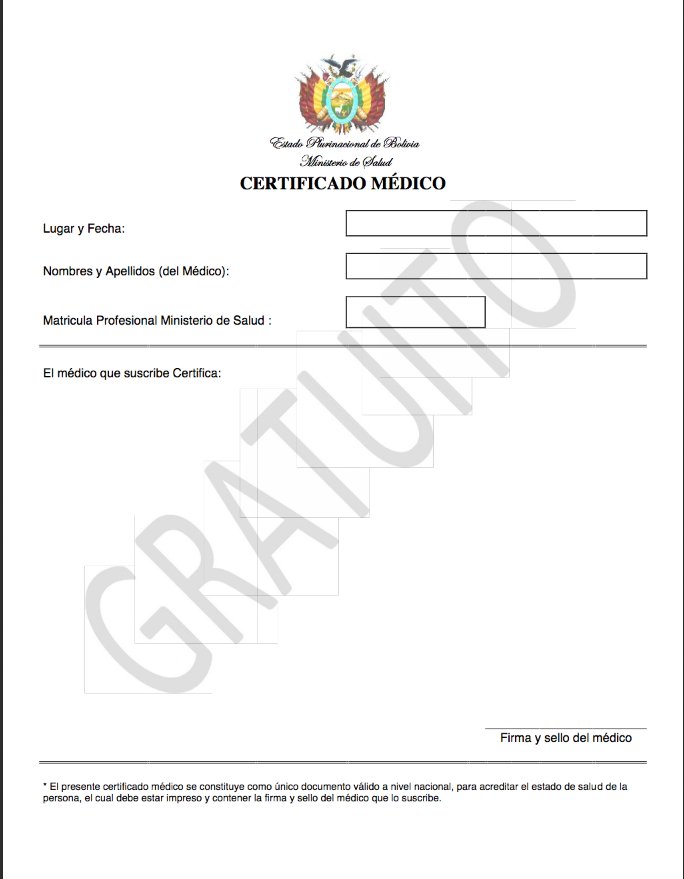 Estado Plurinacional de Bolivia
Ministerio de Salud
CERTIFICADO MÉDICO
Lugar y Fecha:
Nombres y Apellidos (del Médico):
Matricula Profesional Ministerio de Salud :
El médico que suscribe Certifica:
GRATUITO
Firma y sello del médico
* El presente certificado médico se constituye como único documento válido a nivel nacional, para acreditar el estado de salud de la
persona, el cual debe estar impreso y contener la firma y sello del médico que lo suscribe.